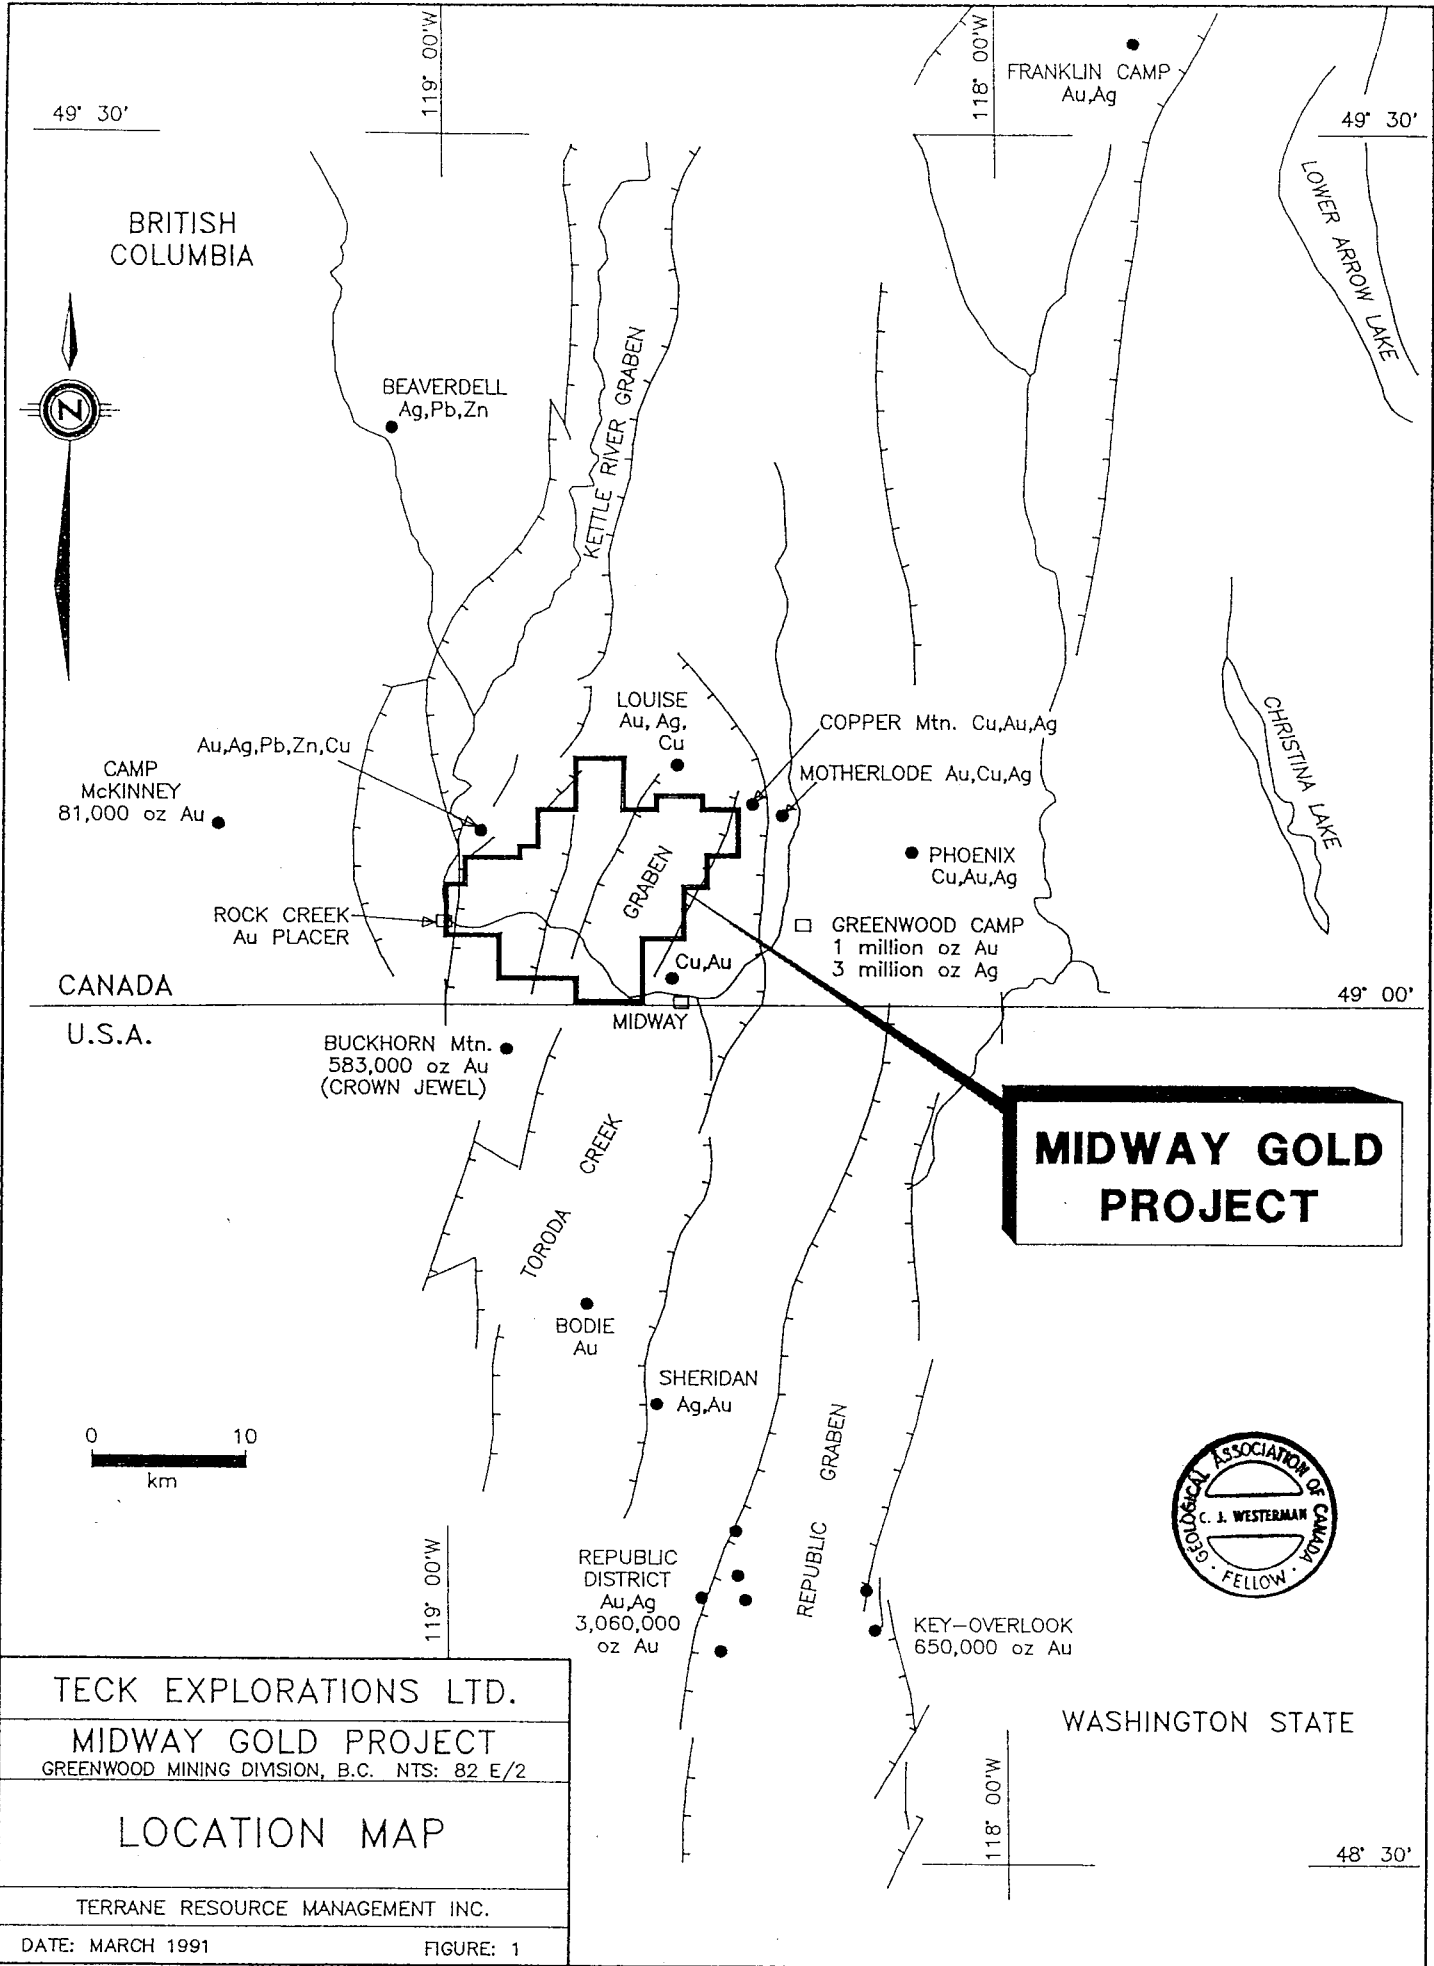 119° 00'W
118° 00'W
FRANKLIN CAMP
Au,Ag
49° 30'
49° 30'
LOWER ARROW LAKE
BRITISH
COLUMBIA
N
BEAVERDELL
Ag,Pb,Zn
KETTLE RIVER GRABEN
LOUISE
Au, Ag,
Cu
COPPER Mtn. Cu,Au,Ag
Au,Ag,Pb,Zn,Cu
MOTHERLODE Au,Cu,Ag
CHRISTINA LAKE
CAMP
McKINNEY
81,000 oz Au
GRABEN
PHOENIX
Cu,Au,Ag
ROCK CREEK
Au PLACER
GREENWOOD CAMP
1 million oz Au
3 million oz Ag
Cu,Au
CANADA
49° 00'
U.S.A.
MIDWAY
BUCKHORN Mtn.
583,000 oz Au
(CROWN JEWEL)
MIDWAY GOLD
PROJECT
TORODA CREEK
BODIE
Au
SHERIDAN
Ag,Au
0 10
km
REPUBLIC GRABEN
GEOLOGICAL ASSOCIATION OF CANADA
C. J. WESTERMAN
FELLOW
119° 00'W
REPUBLIC
DISTRICT
Au,Ag
3,060,000
oz Au
KEY-OVERLOOK
650,000 oz Au
WASHINGTON STATE
118° 00'W
48° 30'
TECK EXPLORATIONS LTD.
MIDWAY GOLD PROJECT
GREENWOOD MINING DIVISION, B.C. NTS: 82 E/2
LOCATION MAP
TERRANE RESOURCE MANAGEMENT INC.
DATE: MARCH 1991 FIGURE: 1